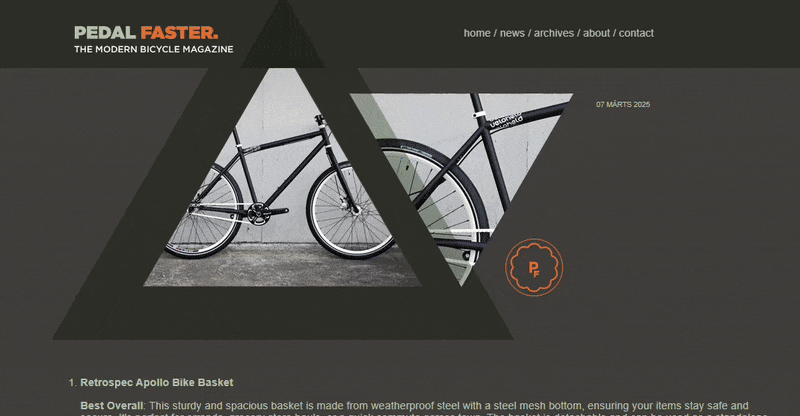 PEDAL FASTER.
THE MODERN BICYCLE MAGAZINE
home / news / archives / about / contact
07 MÄRTS 2025
PF
1. Retrospec Apollo Bike Basket
Best Overall: This sturdy and spacious basket is made from weatherproof steel with a steel mesh bottom, ensuring your items stay safe and